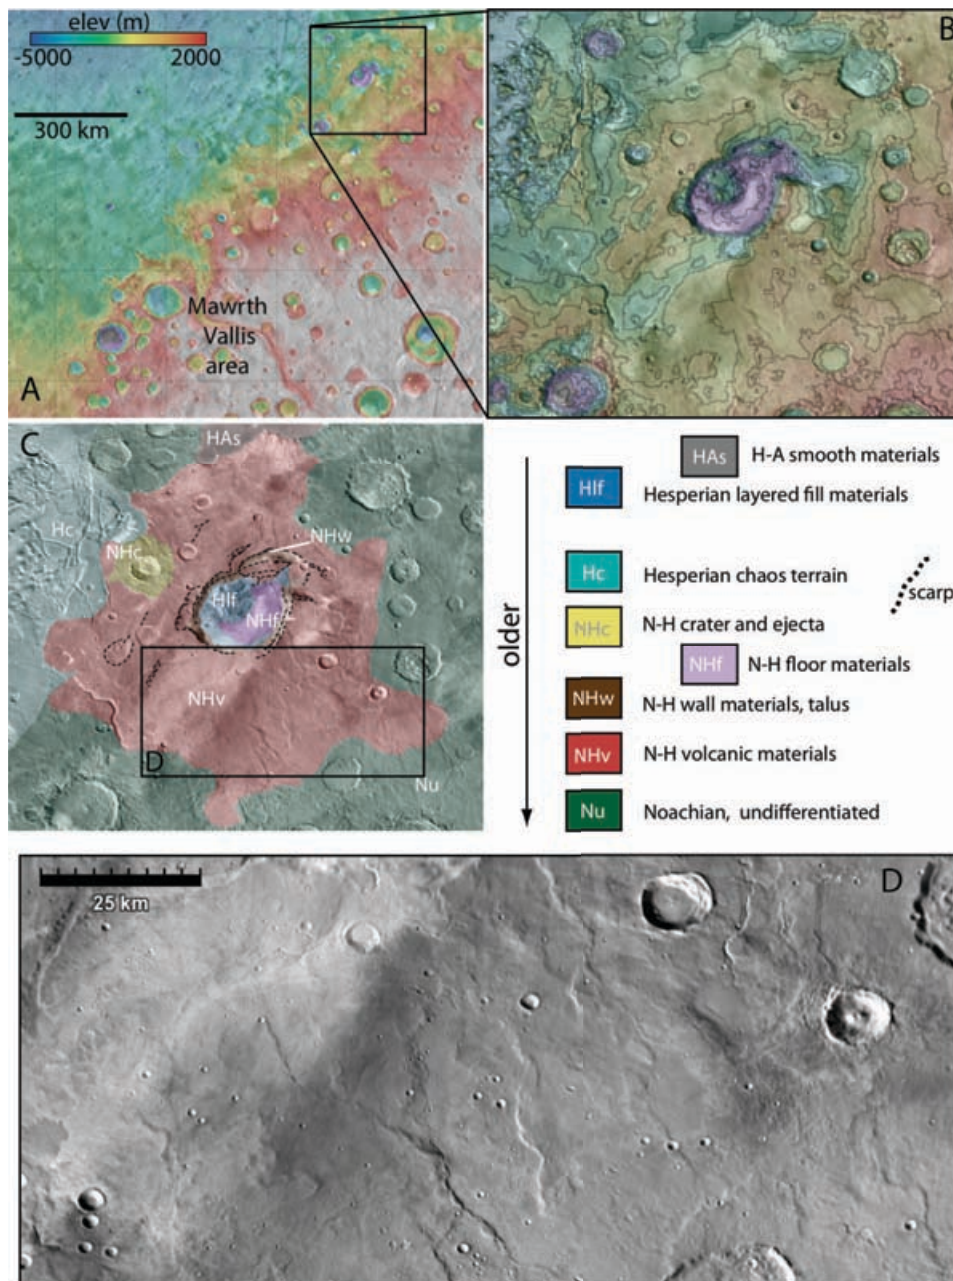 elev (m)
-5000 2000
300 km
Mawrth
Vallis
area
A
B
C
HAs
Hc
NHc
NHw
Hlf
NHf
NHv
D
Nu
older
HAs H-A smooth materials
Hlf Hesperian layered fill materials
Hc Hesperian chaos terrain
scarp
NHc N-H crater and ejecta
NHf N-H floor materials
NHw N-H wall materials, talus
NHv N-H volcanic materials
Nu Noachian, undifferentiated
25 km
D